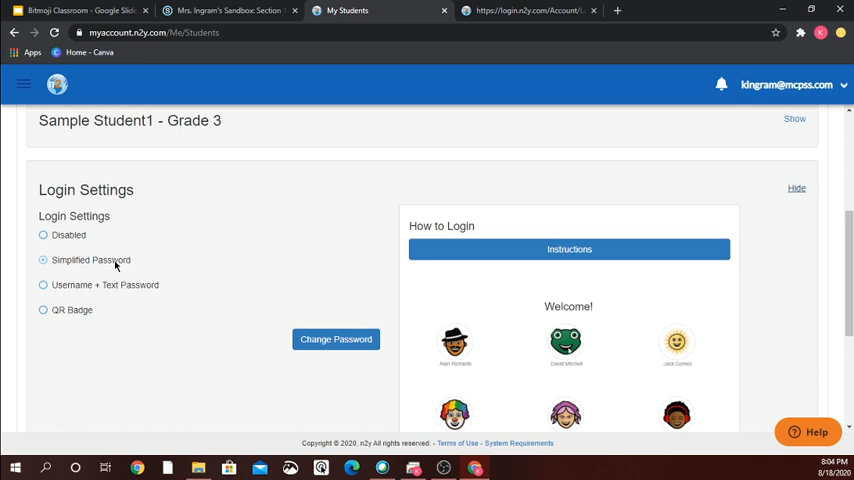 Bitmoji Classroom - Google Slide
Mrs. Ingram's Sandbox: Section
My Students
https://login.n2y.com/Account/L
myaccount.n2y.com/Me/Students
K
Apps
Home - Canva
n2y
kingram@mcpss.com
Sample Student1 - Grade 3
Show
Login Settings
Hide
Login Settings
Disabled
Simplified Password
Username + Text Password
QR Badge
Change Password
How to Login
Instructions
Welcome!
Alan Richards
David Mitchell
Jack Gomez
Help
Copyright © 2020, n2y All rights reserved. - Terms of Use - System Requirements
8:04 PM
8/18/2020